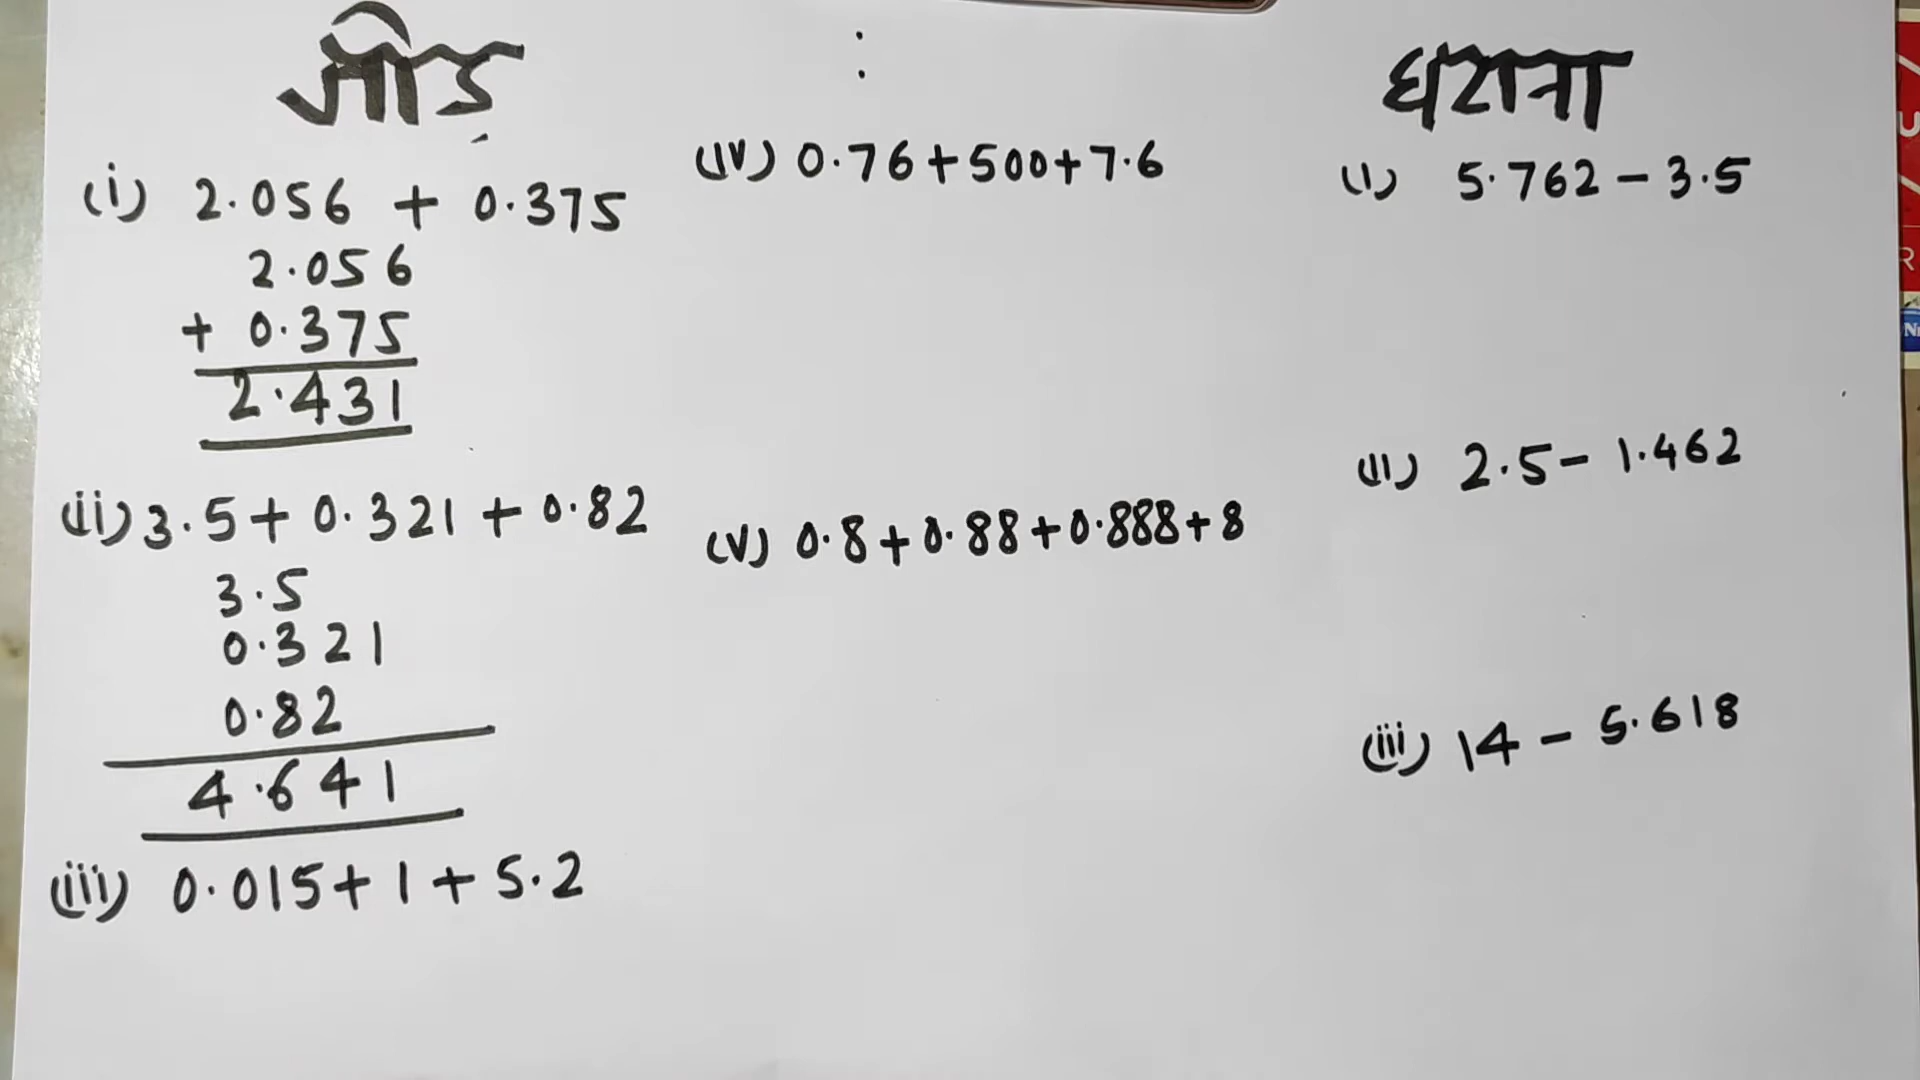 जोड़
:
घटाना
(i) 2.056 + 0.375
2.056
+ 0.375
2.431
(ii) 3.5 + 0.321 + 0.82
3.5
0.321
0.82
4.641
(iii) 0.015 + 1 + 5.2
(IV) 0.76 + 500 + 7.6
(V) 0.8 + 0.88 + 0.888 + 8
(I) 5.762 - 3.5
(II) 2.5 - 1.462
(iii) 14 - 5.618